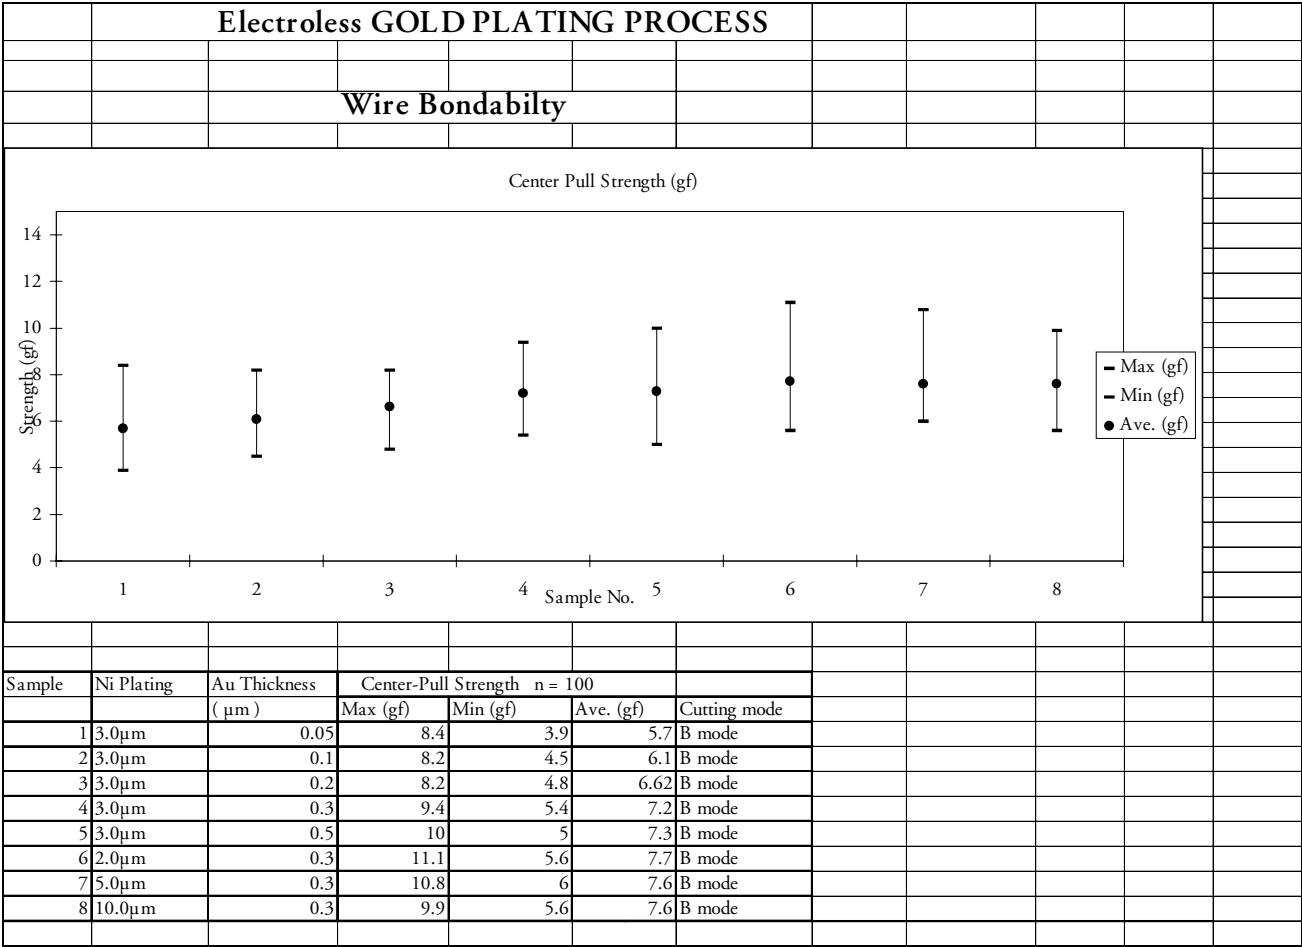 Electroless GOLD PLATING PROCESS
Wire Bondabilty
Center Pull Strength (gf)
14
12
10
8
6
4
2
0
Strength (gf)
1 2 3 4 5 6 7 8
Sample No.
Max (gf)
Min (gf)
Ave. (gf)
Sample Ni Plating Au Thickness Center-Pull Strength n = 100
( µm ) Max (gf) Min (gf) Ave. (gf) Cutting mode
1 3.0µm 0.05 8.4 3.9 5.7 B mode
2 3.0µm 0.1 8.2 4.5 6.1 B mode
3 3.0µm 0.2 8.2 4.8 6.62 B mode
4 3.0µm 0.3 9.4 5.4 7.2 B mode
5 3.0µm 0.5 10 5 7.3 B mode
6 2.0µm 0.3 11.1 5.6 7.7 B mode
7 5.0µm 0.3 10.8 6 7.6 B mode
8 10.0µm 0.3 9.9 5.6 7.6 B mode